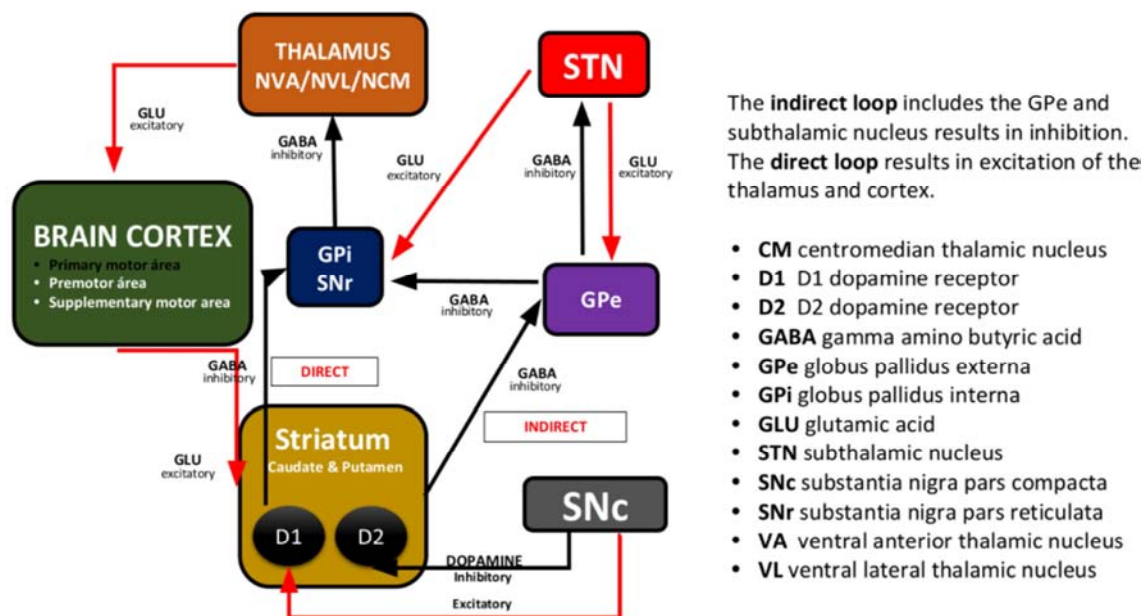 THALAMUS
NVA/NVL/NCM
STN
GLU
excitatory
GABA
inhibitory
GLU
excitatory
GABA
inhibitory
GLU
excitatory
BRAIN CORTEX
• Primary motor área
• Premotor área
• Supplementary motor area
GPi
SNr
GABA
inhibitory
GPe
GABA
inhibitory
DIRECT
GABA
inhibitory
INDIRECT
GLU
excitatory
Striatum
Caudate & Putamen
D1
D2
SNc
DOPAMINE
Inhibitory
Excitatory
The indirect loop includes the GPe and
subthalamic nucleus results in inhibition.
The direct loop results in excitation of the
thalamus and cortex.
• CM centromedian thalamic nucleus
• D1 D1 dopamine receptor
• D2 D2 dopamine receptor
• GABA gamma amino butyric acid
• GPe globus pallidus externa
• GPi globus pallidus interna
• GLU glutamic acid
• STN subthalamic nucleus
• SNc substantia nigra pars compacta
• SNr substantia nigra pars reticulata
• VA ventral anterior thalamic nucleus
• VL ventral lateral thalamic nucleus